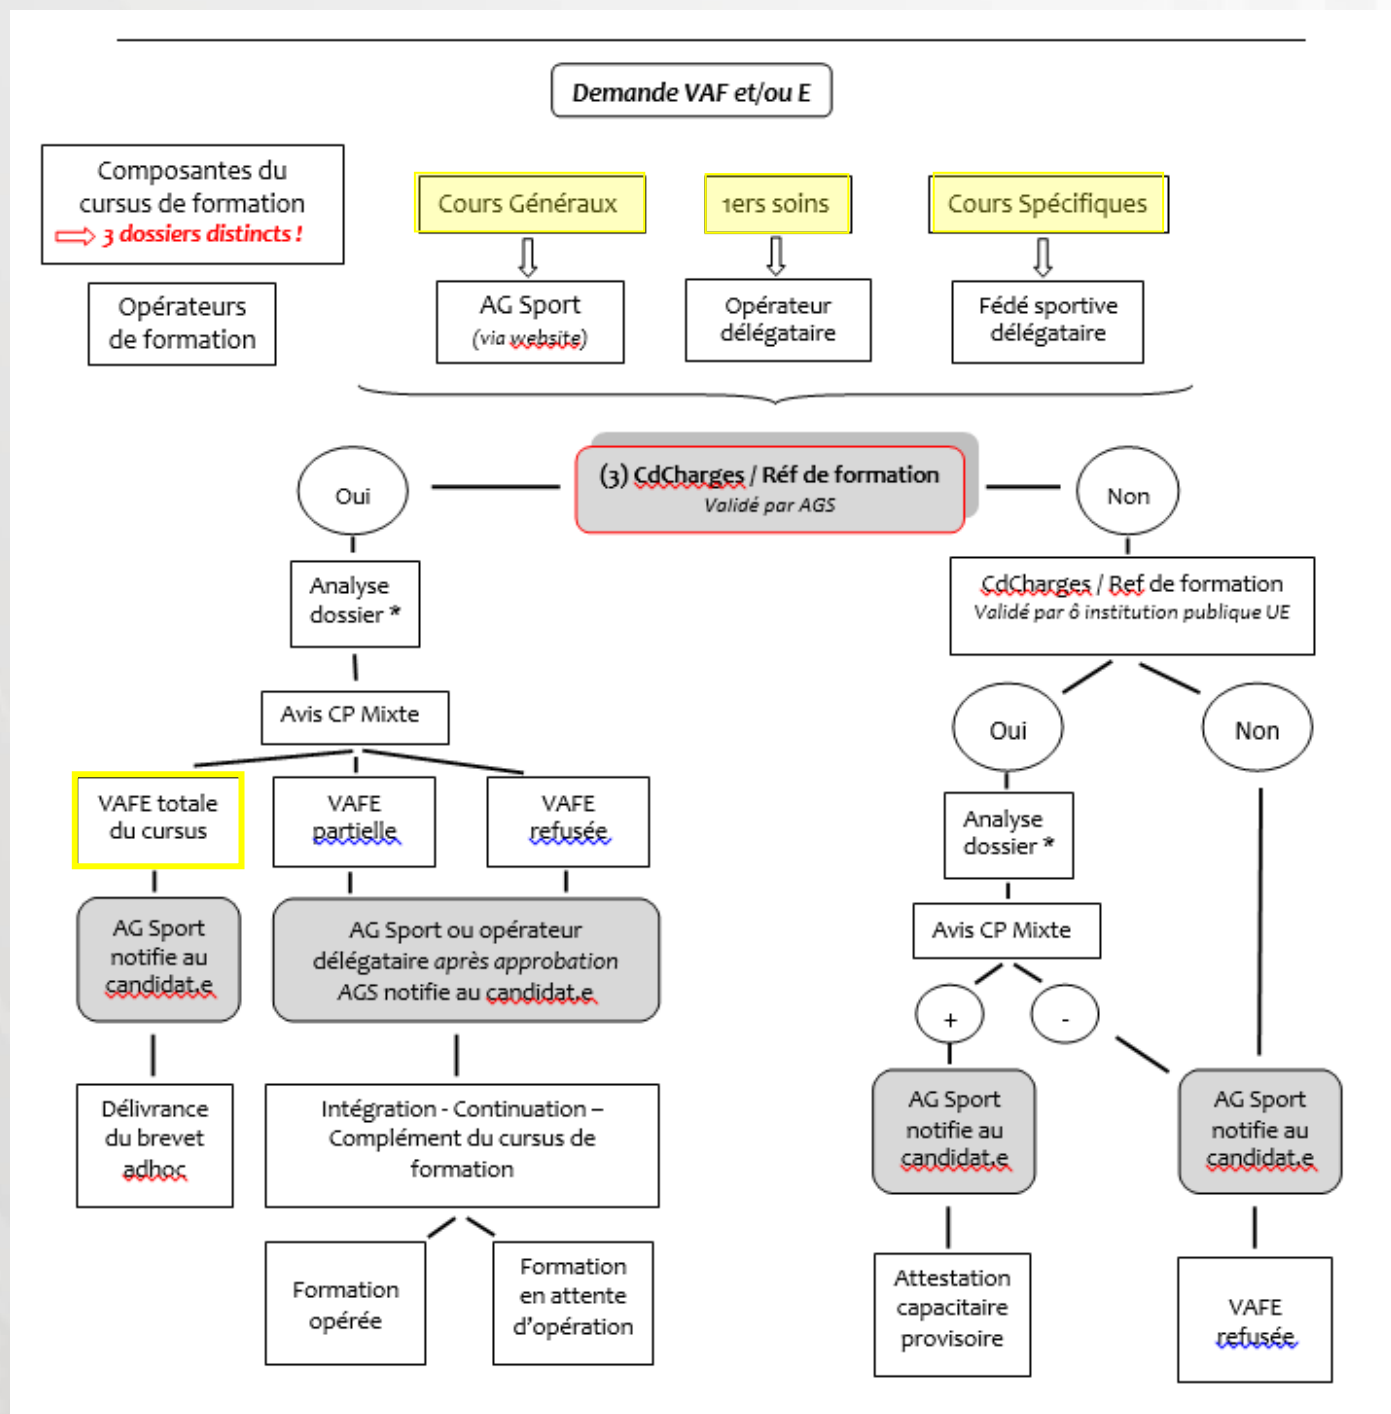 Demande VAF et/ou E
Composantes du
cursus de formation
3 dossiers distincts !
Cours Généraux
1ers soins
Cours Spécifiques
Opérateurs
de formation
AG Sport
(via website)
Opérateur
délégataire
Fédé sportive
délégataire
Oui
(3) CdCharges / Réf de formation
Validé par AGS
Non
Analyse
dossier *
CdCharges / Ref de formation
Validé par ô institution publique UE
Avis CP Mixte
Oui
Non
VAFE totale
du cursus
VAFE
partielle
VAFE
refusée
Analyse
dossier *
AG Sport
notifie au
candidat.e
AG Sport ou opérateur
délégataire après approbation
AGS notifie au candidat.e
Avis CP Mixte
+
-
Délivrance
du brevet
adhoc
Intégration - Continuation –
Complément du cursus de
formation
AG Sport
notifie au
candidat.e
AG Sport
notifie au
candidat.e
Formation
opérée
Formation
en attente
d'opération
Attestation
capacitaire
provisoire
VAFE
refusée